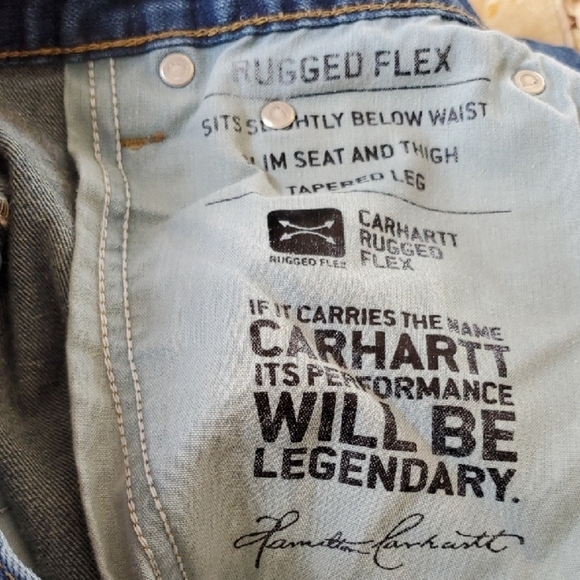 RUGGED FLEX
SITS SLIGHTLY BELOW WAIST
SLIM SEAT AND THIGH
TAPERED LEG
CARHARTT
RUGGED
FLEX
RUGGED FLEX
IF IT CARRIES THE NAME
CARHARTT
ITS PERFORMANCE
WILL BE
LEGENDARY.
Hamilton Carhartt